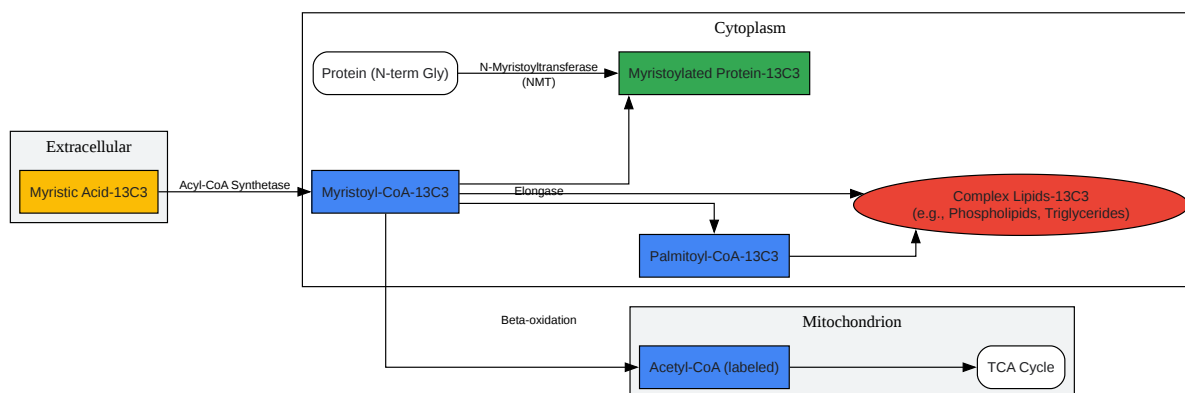 Cytoplasm
Protein (N-term Gly)
N-Myristoyltransferase
(NMT)
Myristoylated Protein-13C3
Extracellular
Myristic Acid-13C3
Acyl-CoA Synthetase
Myristoyl-CoA-13C3
Elongase
Complex Lipids-13C3
(e.g., Phospholipids, Triglycerides)
Palmitoyl-CoA-13C3
Beta-oxidation
Mitochondrion
Acetyl-CoA (labeled)
TCA Cycle